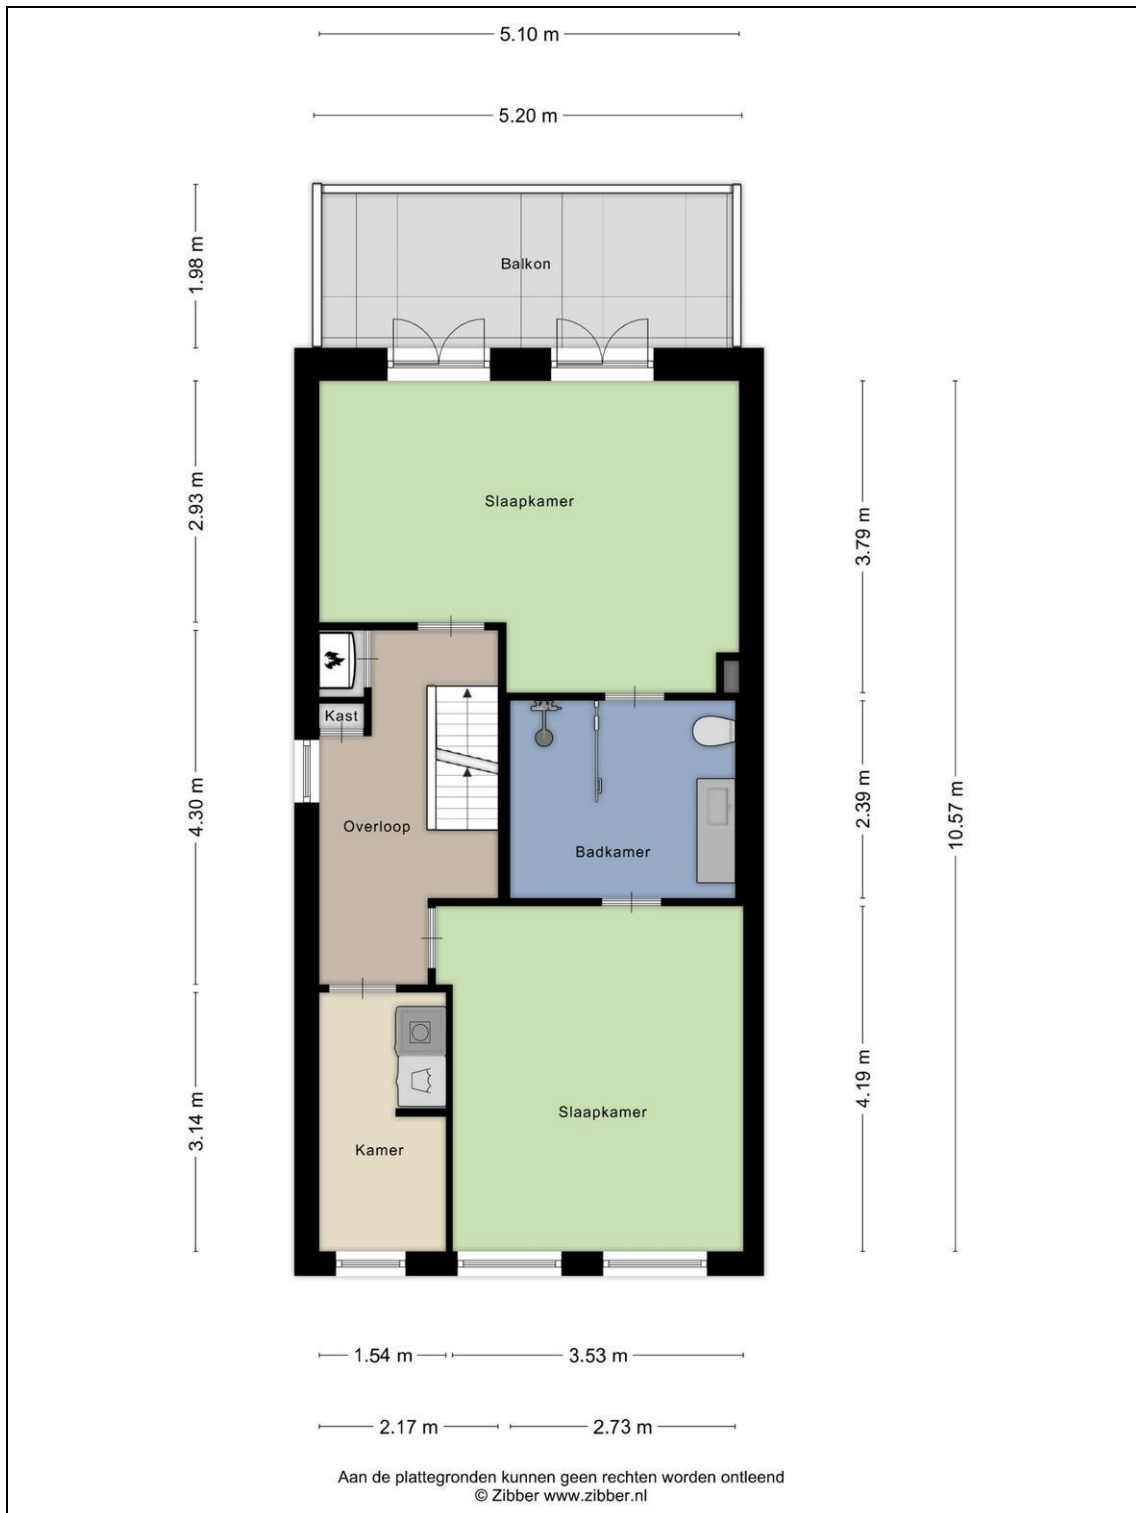 5.10 m
5.20 m
1.98 m
Balkon
2.93 m
Slaapkamer
3.79 m
Kast
4.30 m
Overloop
2.39 m
Badkamer
10.57 m
3.14 m
Kamer
Slaapkamer
4.19 m
1.54 m
3.53 m
2.17 m
2.73 m
Aan de plattegronden kunnen geen rechten worden ontleend
© Zibber www.zibber.nl